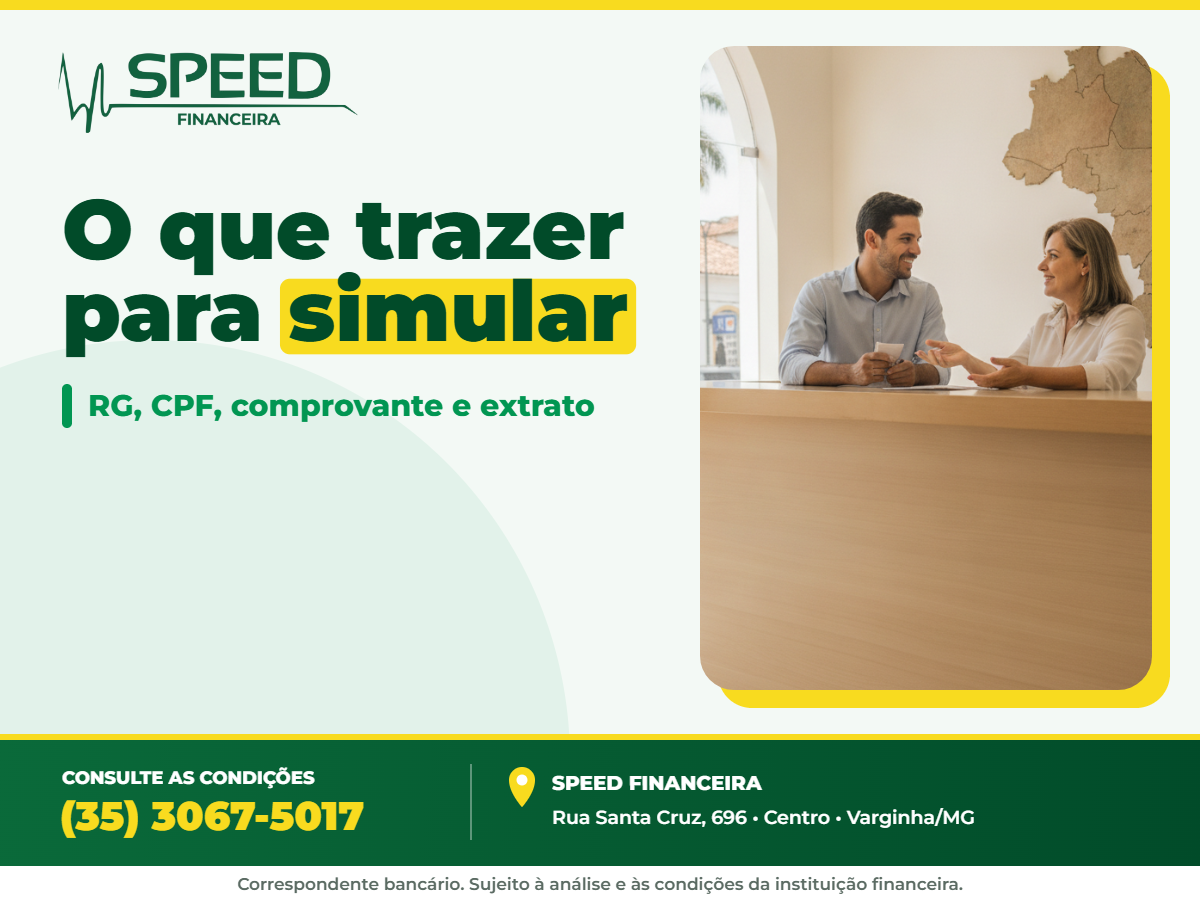 SPEED
FINANCEIRA
O que trazer
para simular
RG, CPF, comprovante e extrato
CONSULTE AS CONDIÇÕES
(35) 3067-5017
SPEED FINANCEIRA
Rua Santa Cruz, 696 • Centro • Varginha/MG
Correspondente bancário. Sujeito à análise e às condições da instituição financeira.